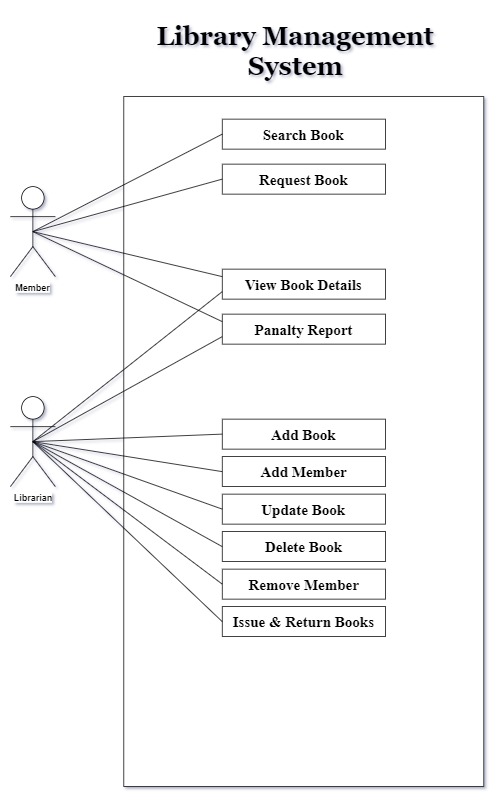 Library Management
System
Search Book
Request Book
Member
View Book Details
Panalty Report
Librarian
Add Book
Add Member
Update Book
Delete Book
Remove Member
Issue & Return Books